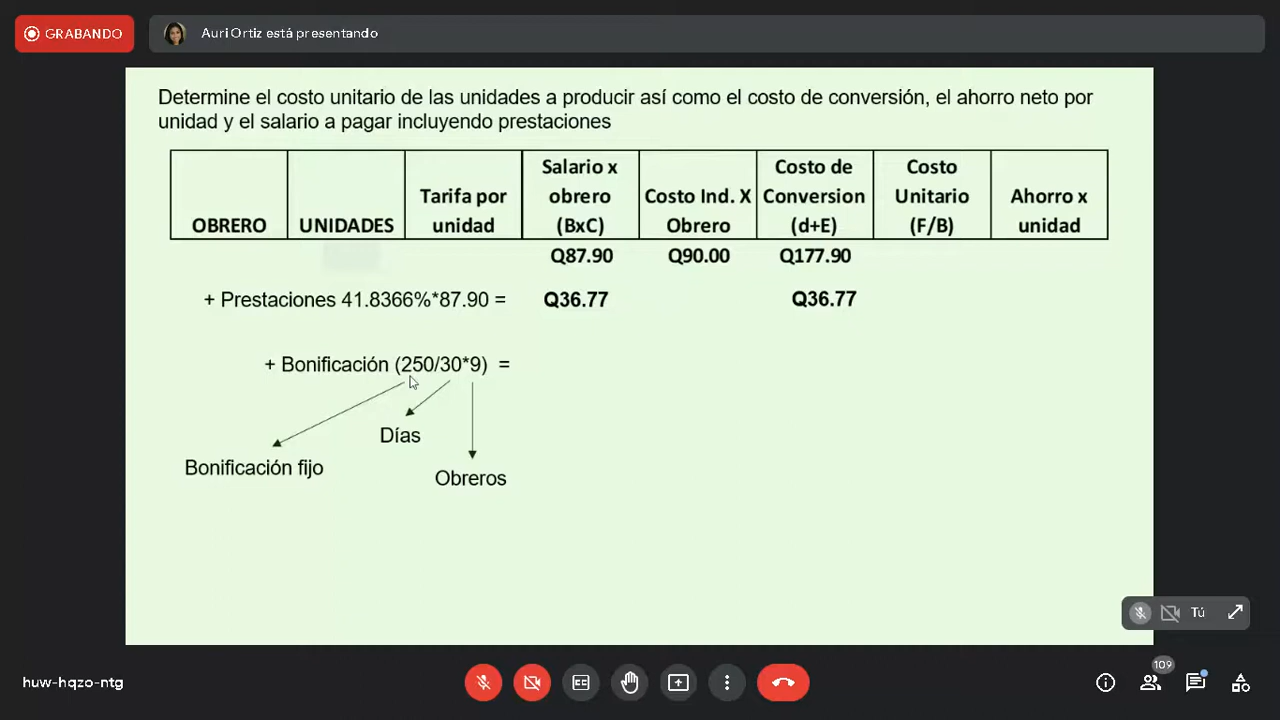 GRABANDO
Auri Ortiz está presentando
Determine el costo unitario de las unidades a producir así como el costo de conversión, el ahorro neto por
unidad y el salario a pagar incluyendo prestaciones
OBRERO
UNIDADES
Tarifa por
unidad
Salario x
obrero
(BxC)
Costo Ind. X
Obrero
Costo de
Conversion
(d+E)
Costo
Unitario
(F/B)
Ahorro x
unidad
Q87.90 Q90.00 Q177.90
+ Prestaciones 41.8366%*87.90 = Q36.77 Q36.77
+ Bonificación (250/30*9) =
Días
Bonificación fijo
Obreros
Tú
huw-hqzo-ntg
109